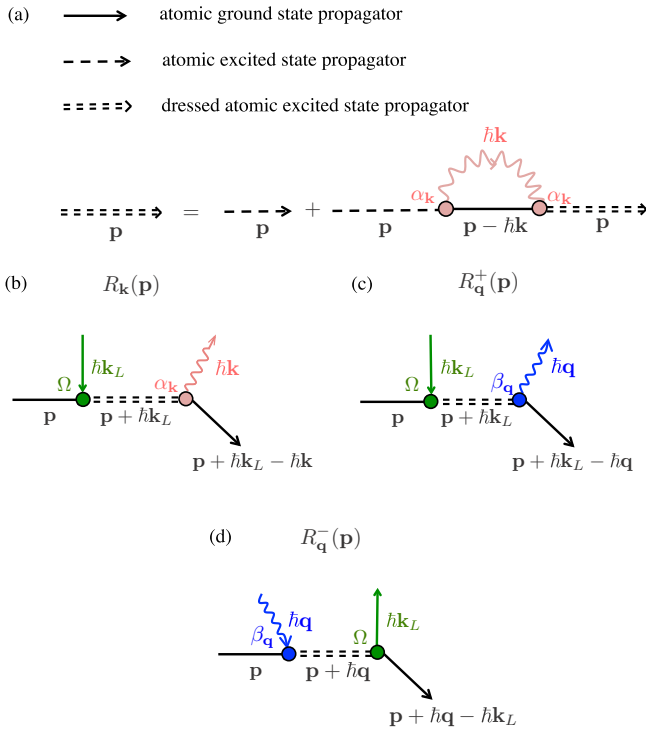 (a) atomic ground state propagator
atomic excited state propagator
dressed atomic excited state propagator
ħk
α_k α_k
= +
p p p p − ħk p
(b) R_k(p) (c) R_q^+(p)
ħk_L ħk ħk_L ħq
Ω α_k Ω β_q
p p + ħk_L p p + ħk_L
p + ħk_L − ħk p + ħk_L − ħq
(d) R_q^−(p)
ħq ħk_L
β_q Ω
p p + ħq
p + ħq − ħk_L